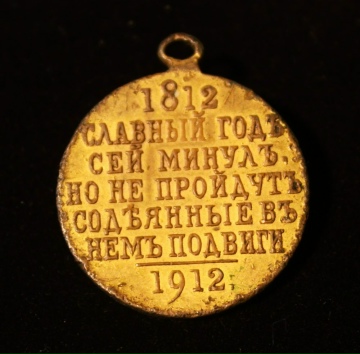 1812
СЛАВНЫЙ ГОДЪ
СЕЙ МИНУЛЪ.
НО НЕ ПРОЙДУТЪ
СОДѢЯННЫЕ ВЪ
НЕМЪ ПОДВИГИ
1912.